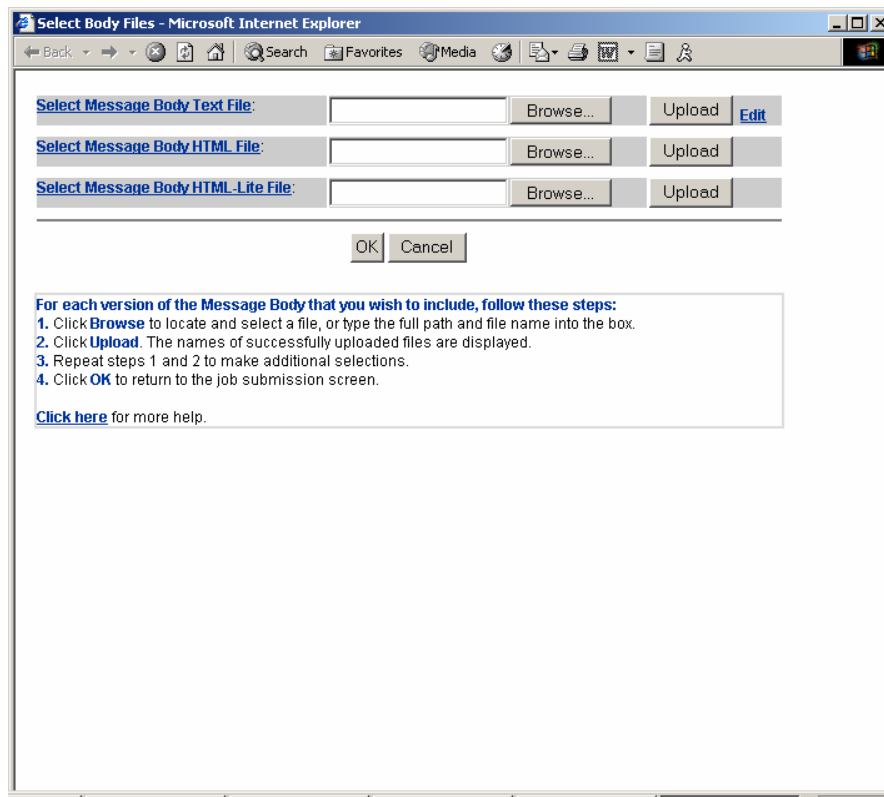 Select Body Files - Microsoft Internet Explorer
Back Search Favorites Media
Select Message Body Text File: Browse... Upload Edit
Select Message Body HTML File: Browse... Upload
Select Message Body HTML-Lite File: Browse... Upload
OK Cancel
For each version of the Message Body that you wish to include, follow these steps:
1. Click Browse to locate and select a file, or type the full path and file name into the box.
2. Click Upload. The names of successfully uploaded files are displayed.
3. Repeat steps 1 and 2 to make additional selections.
4. Click OK to return to the job submission screen.
Click here for more help.